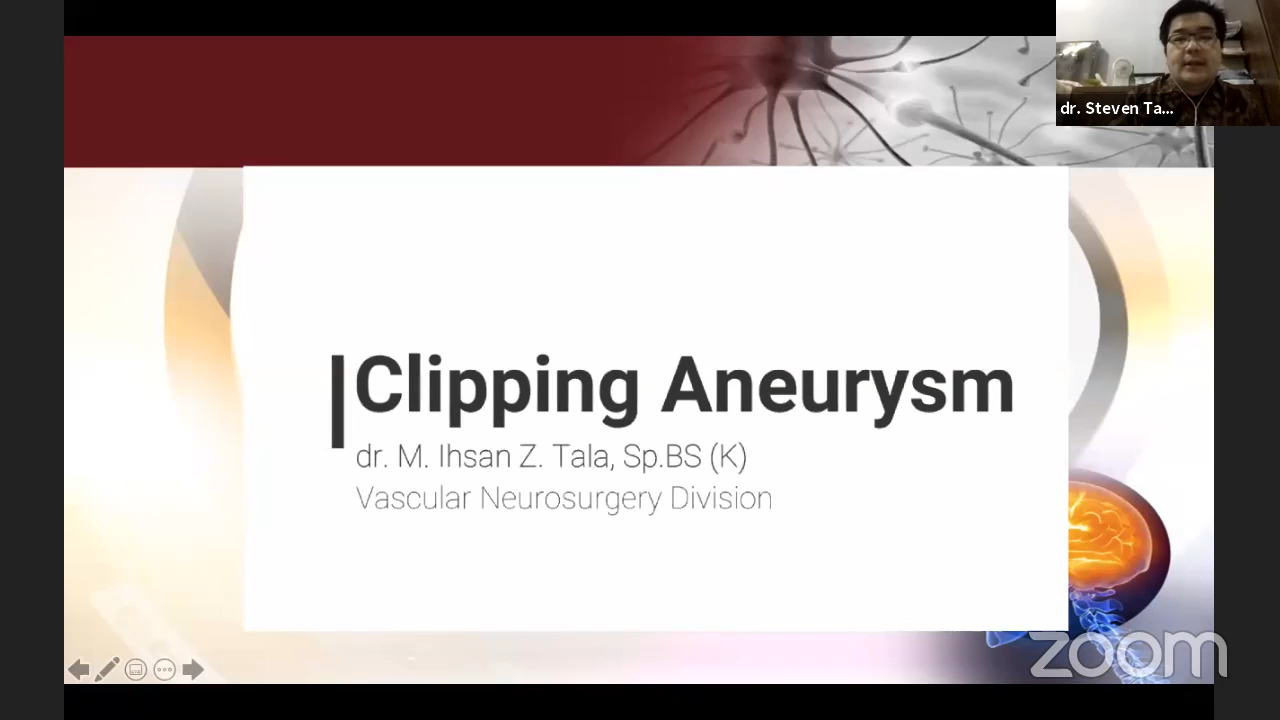 dr. Steven Ta...
Clipping Aneurysm
dr. M. Ihsan Z. Tala, Sp.BS (K)
Vascular Neurosurgery Division
zoom